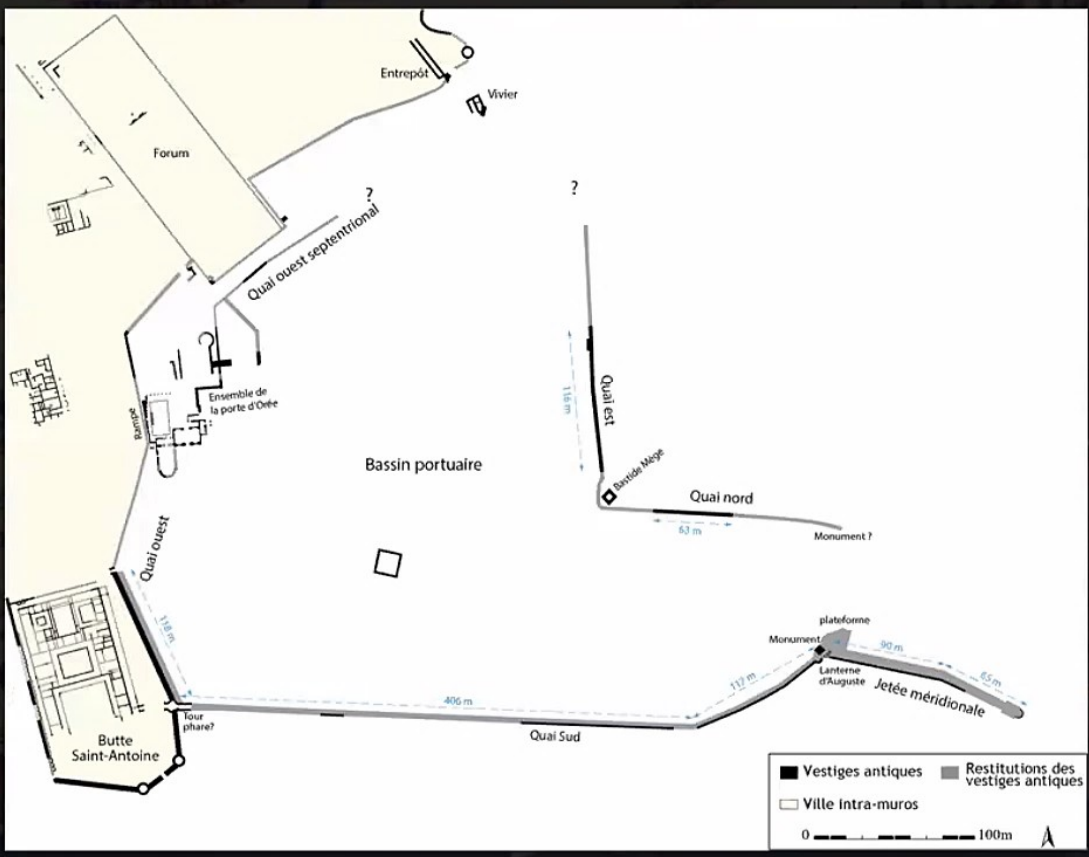 Entrepôt
Vivier
Forum
?
?
Quai ouest septentrional
Ensemble de
la porte d'Orée
Rampe
116 m
Quai est
Bassin portuaire
Bastide Mège
Quai nord
63 m
Monument ?
Quai ouest
118 m
plateforme
Monument
90 m
Lanterne
d'Auguste
65 m
Jetée méridionale
117 m
406 m
Tour
phare?
Quai Sud
Butte
Saint-Antoine
Vestiges antiques
Restitutions des
vestiges antiques
Ville intra-muros
0
100m